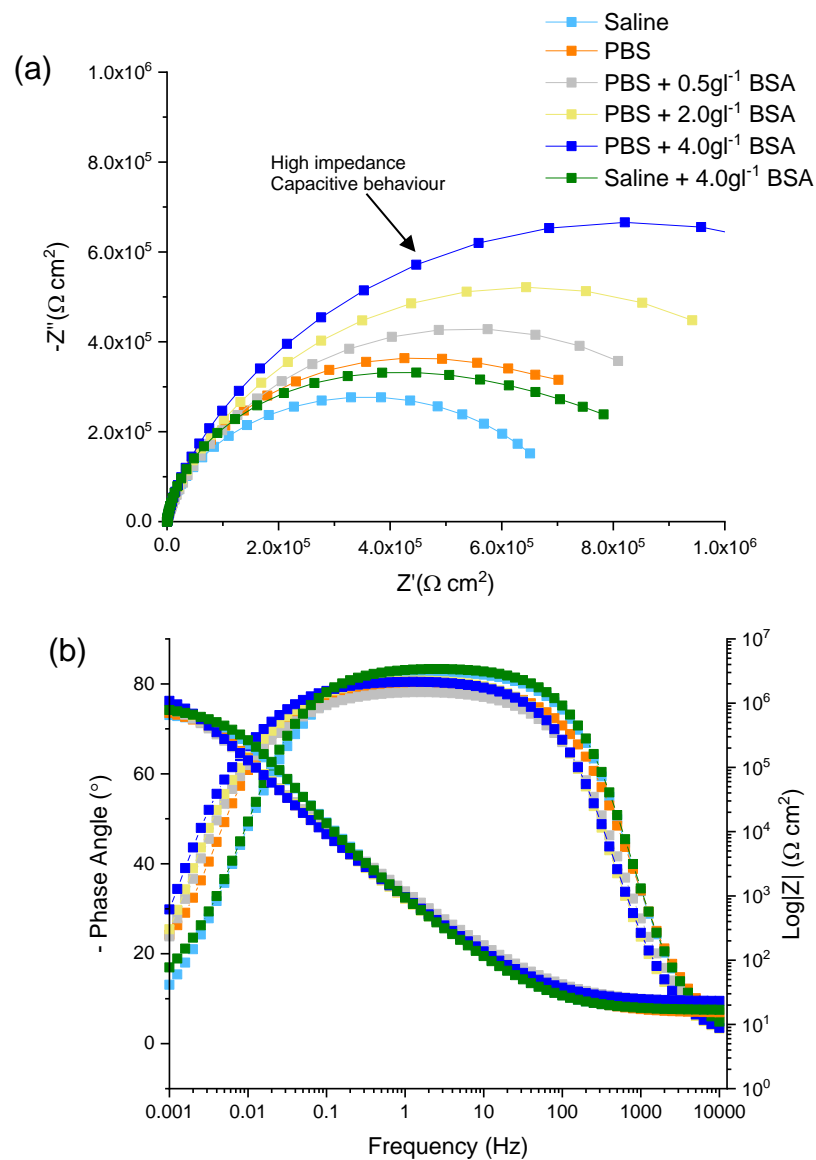 Saline
PBS
PBS + 0.5gl⁻¹ BSA
PBS + 2.0gl⁻¹ BSA
PBS + 4.0gl⁻¹ BSA
Saline + 4.0gl⁻¹ BSA
(a)
1.0x10⁶
8.0x10⁵
6.0x10⁵
4.0x10⁵
2.0x10⁵
0.0
-Z"(Ω cm²)
High impedance
Capacitive behaviour
0.0 2.0x10⁵ 4.0x10⁵ 6.0x10⁵ 8.0x10⁵ 1.0x10⁶
Z'(Ω cm²)
(b)
80
60
40
20
0
- Phase Angle (°)
10⁷
10⁶
10⁵
10⁴
10³
10²
10¹
10⁰
Log|Z| (Ω cm²)
0.001 0.01 0.1 1 10 100 1000 10000
Frequency (Hz)